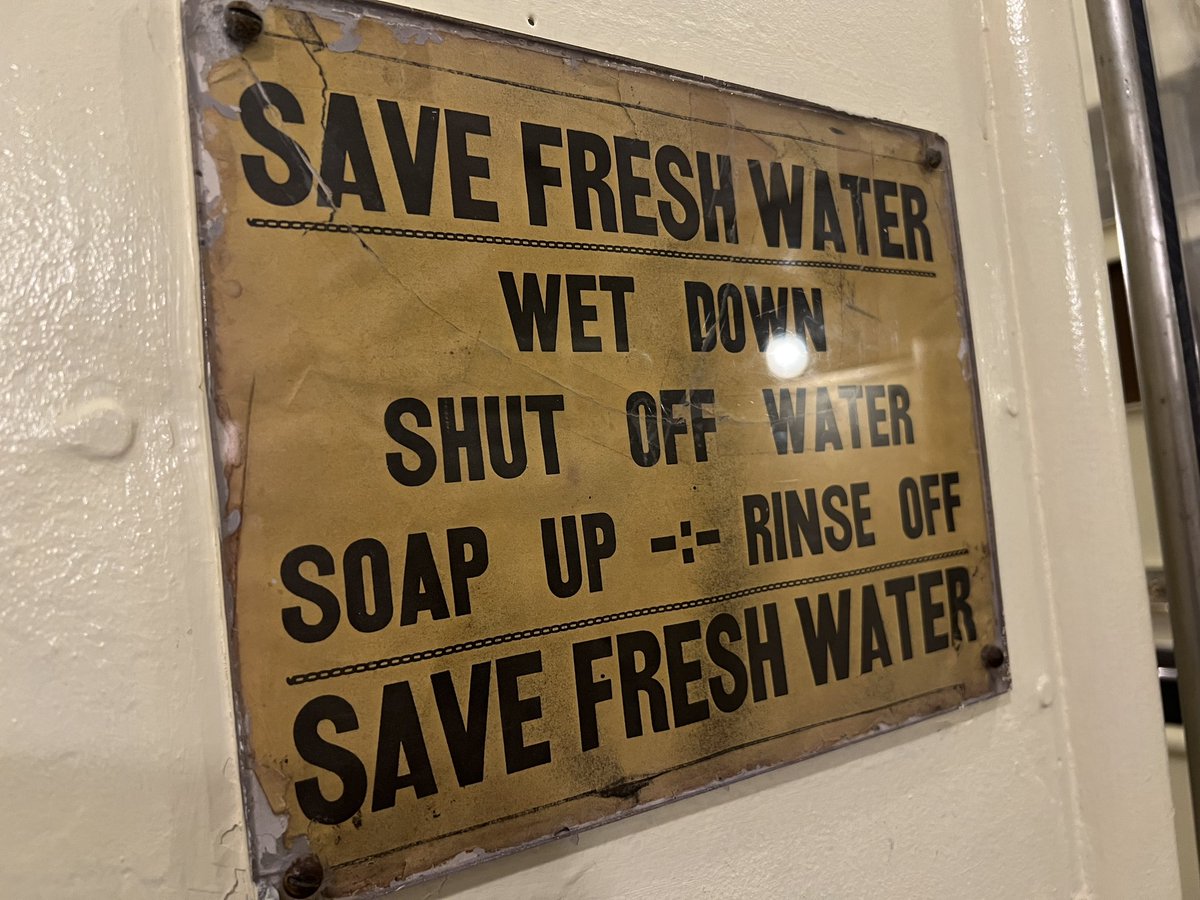 SAVE FRESH WATER
WET DOWN
SHUT OFF WATER
SOAP UP -:- RINSE OFF
SAVE FRESH WATER